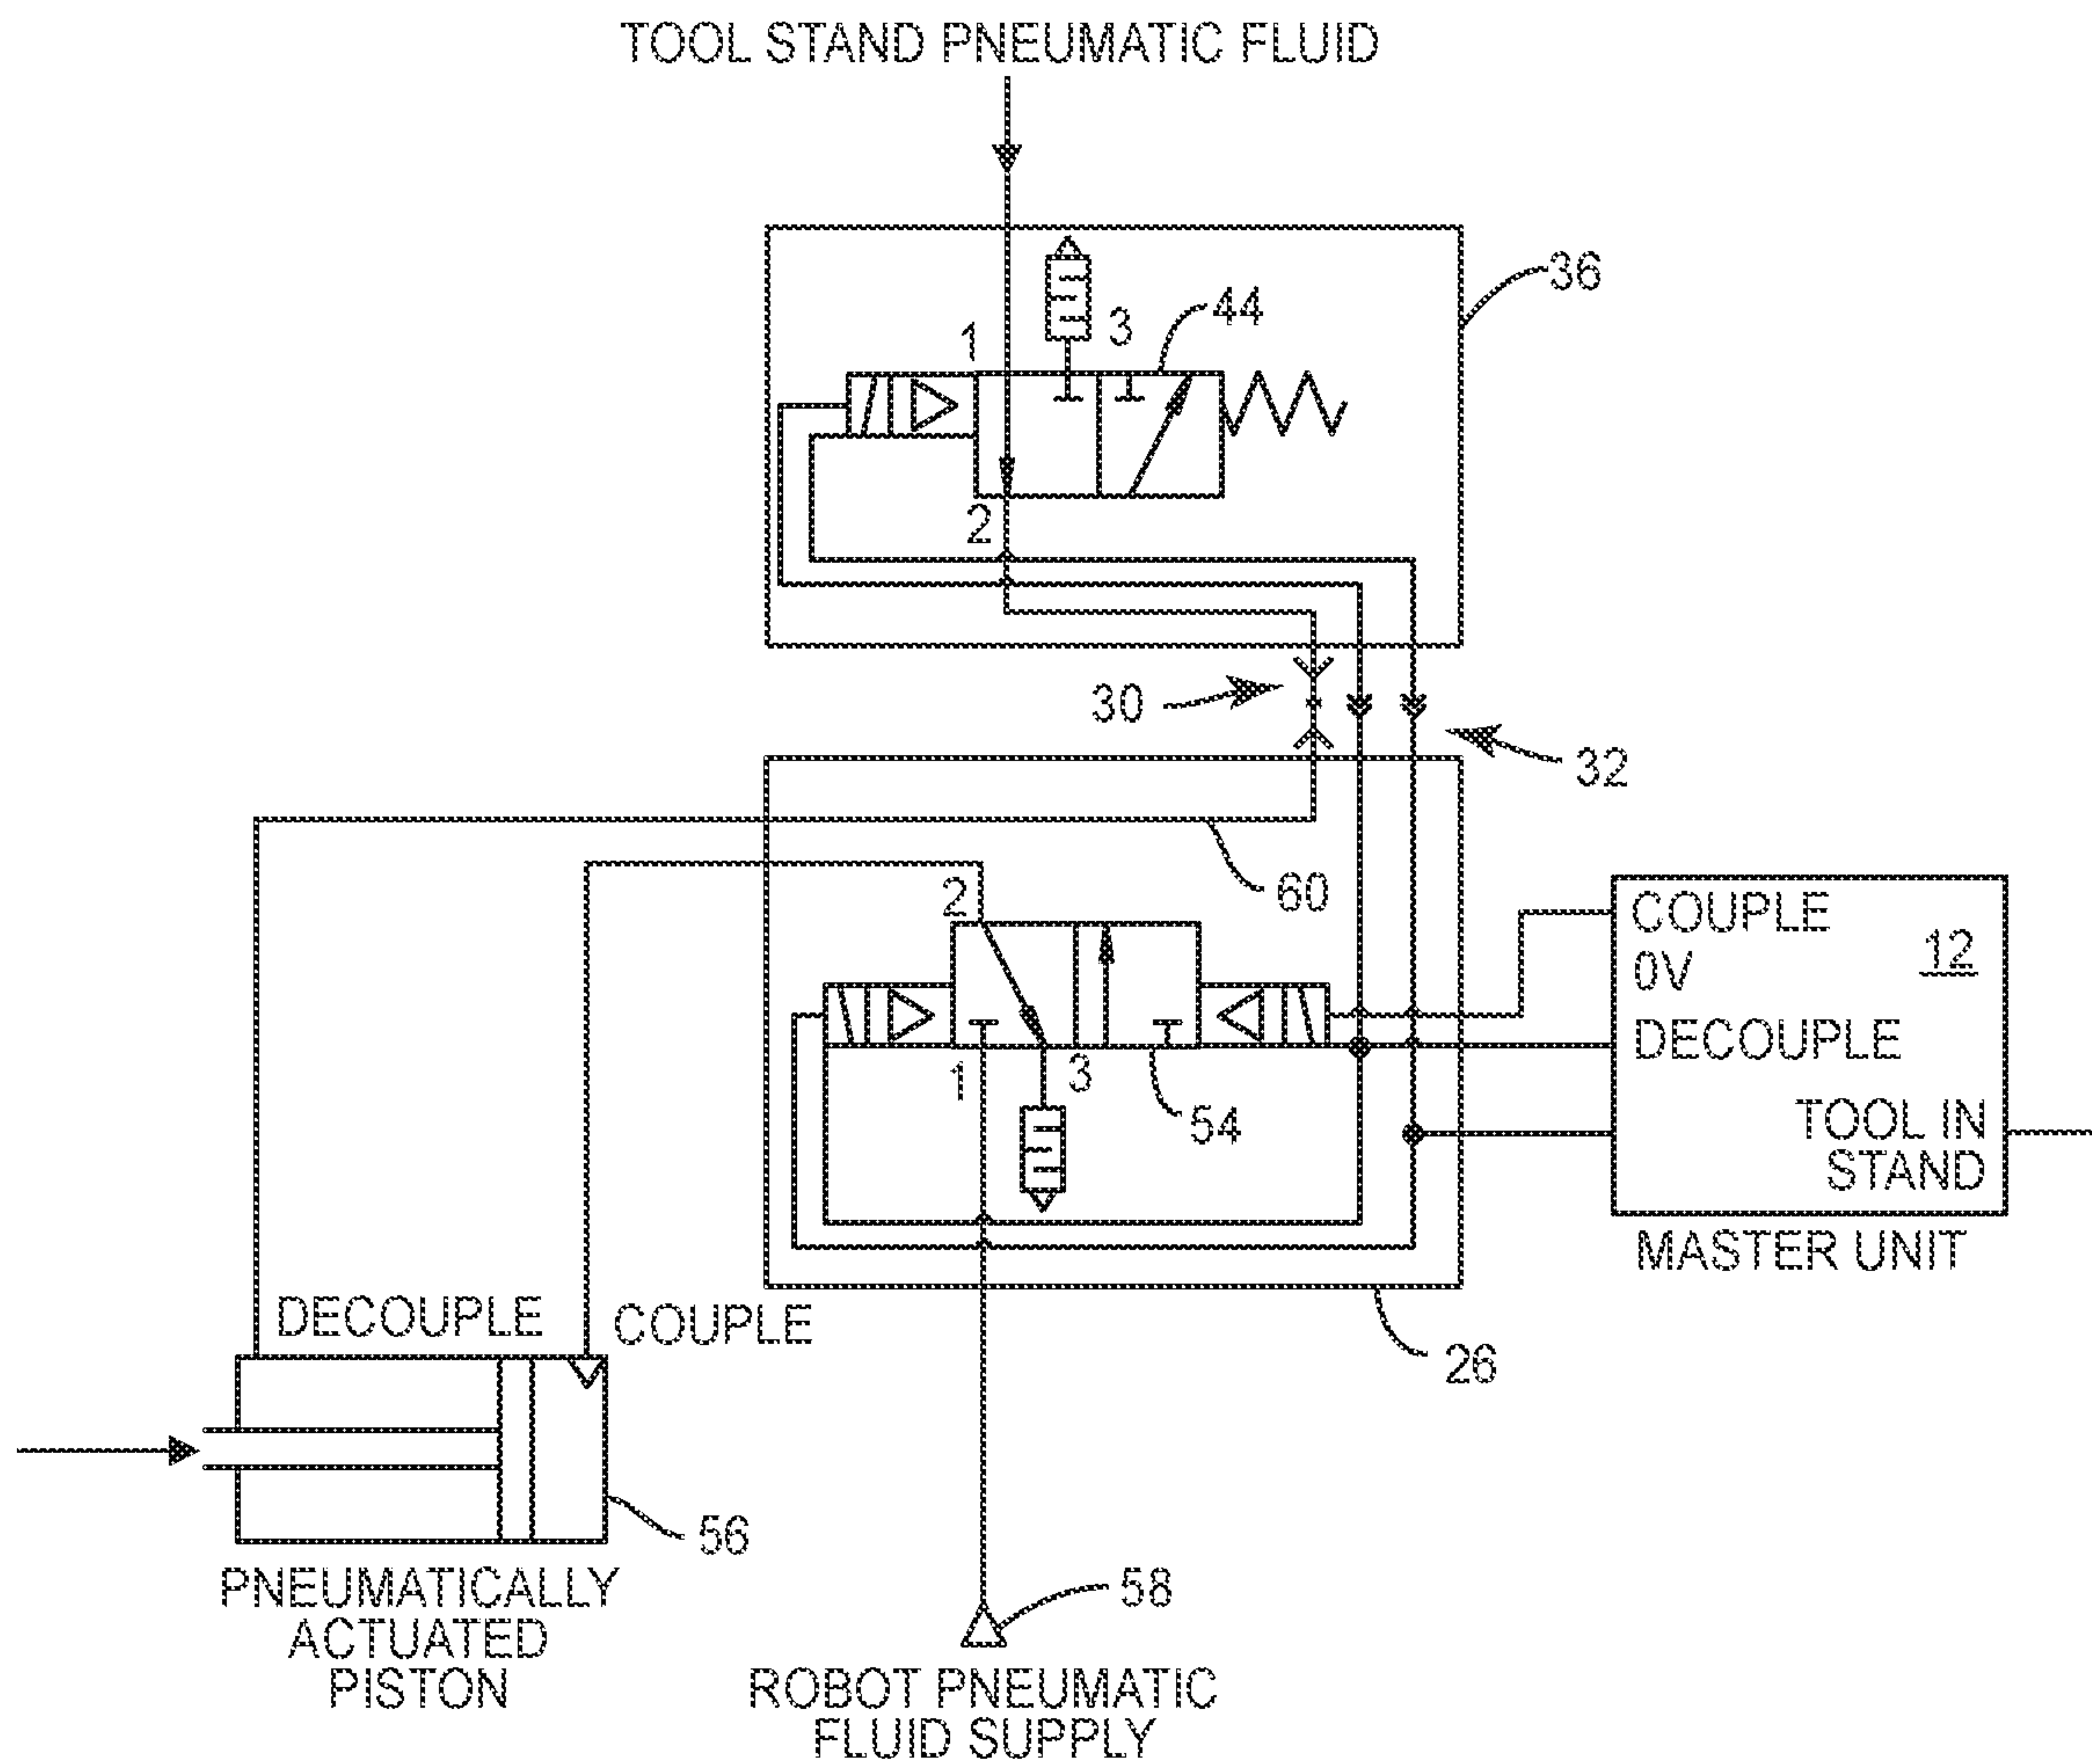 TOOL STAND PNEUMATIC FLUID
36
1
3
44
2
30
32
60
2
COUPLE
12
0V
DECOUPLE
1
3
54
TOOL IN
STAND
MASTER UNIT
DECOUPLE
COUPLE
26
56
PNEUMATICALLY
ACTUATED
PISTON
58
ROBOT PNEUMATIC
FLUID SUPPLY